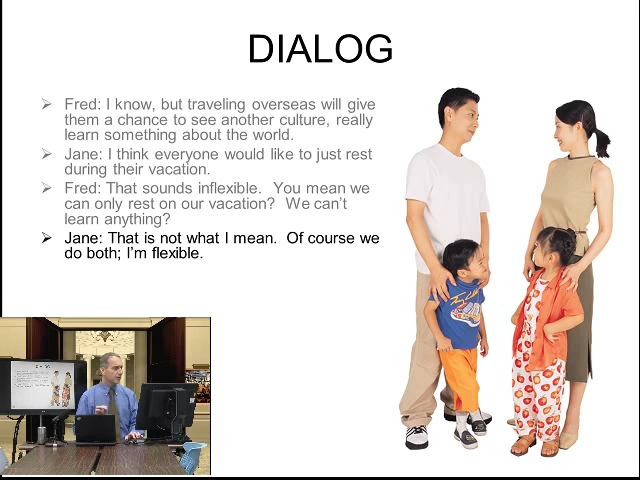 DIALOG
Fred: I know, but traveling overseas will give
them a chance to see another culture, really
learn something about the world.
Jane: I think everyone would like to just rest
during their vacation.
Fred: That sounds inflexible.  You mean we
can only rest on our vacation?  We can't
learn anything?
Jane: That is not what I mean.  Of course we
do both; I'm flexible.